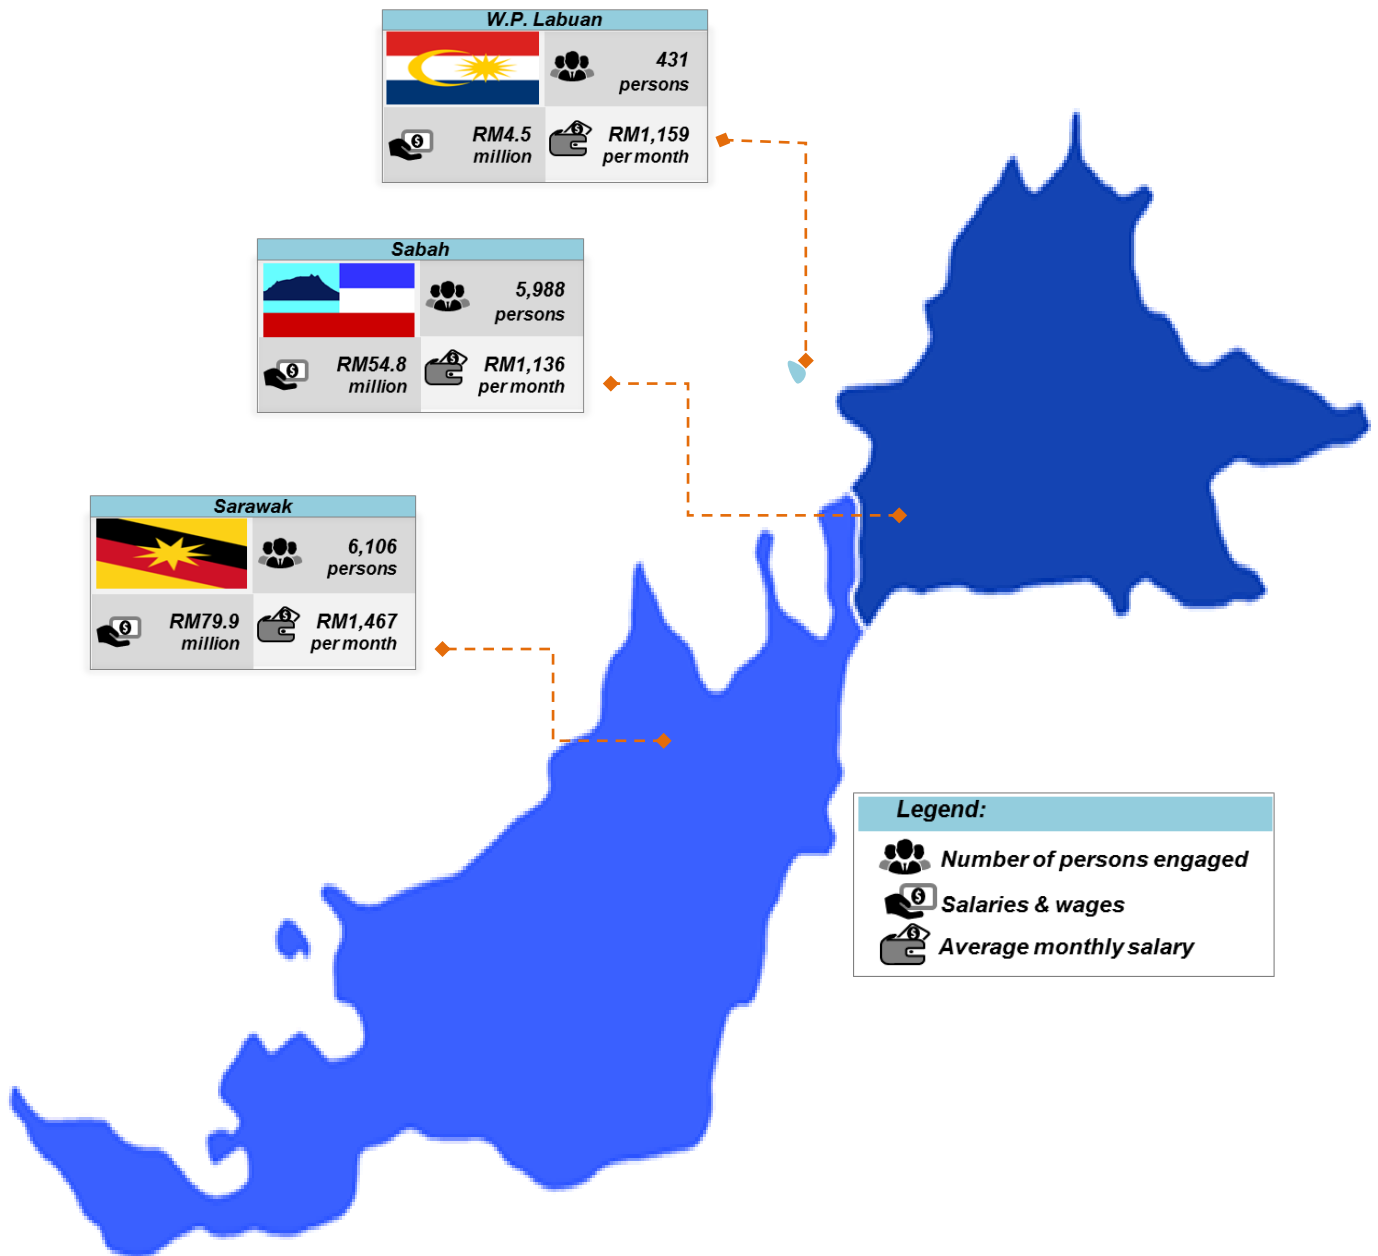 W.P. Labuan
431
persons
RM4.5
million
RM1,159
per month
Sabah
5,988
persons
RM54.8
million
RM1,136
per month
Sarawak
6,106
persons
RM79.9
million
RM1,467
per month
Legend:
Number of persons engaged
Salaries & wages
Average monthly salary